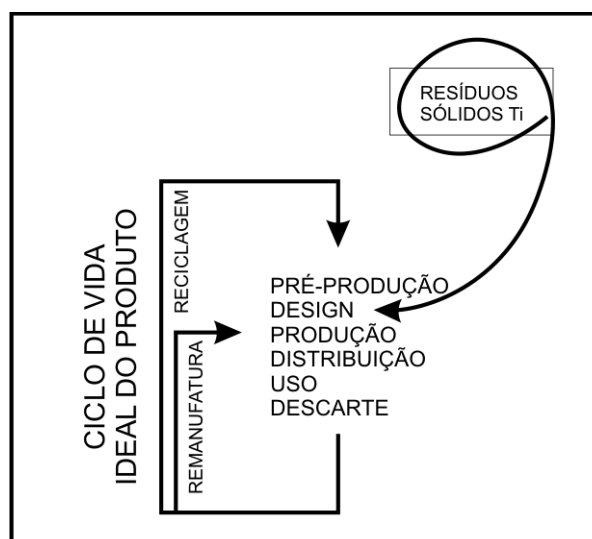 RESÍDUOS
SÓLIDOS Ti
CICLO DE VIDA
IDEAL DO PRODUTO
RECICLAGEM
REMANUFATURA
PRÉ-PRODUÇÃO
DESIGN
PRODUÇÃO
DISTRIBUIÇÃO
USO
DESCARTE